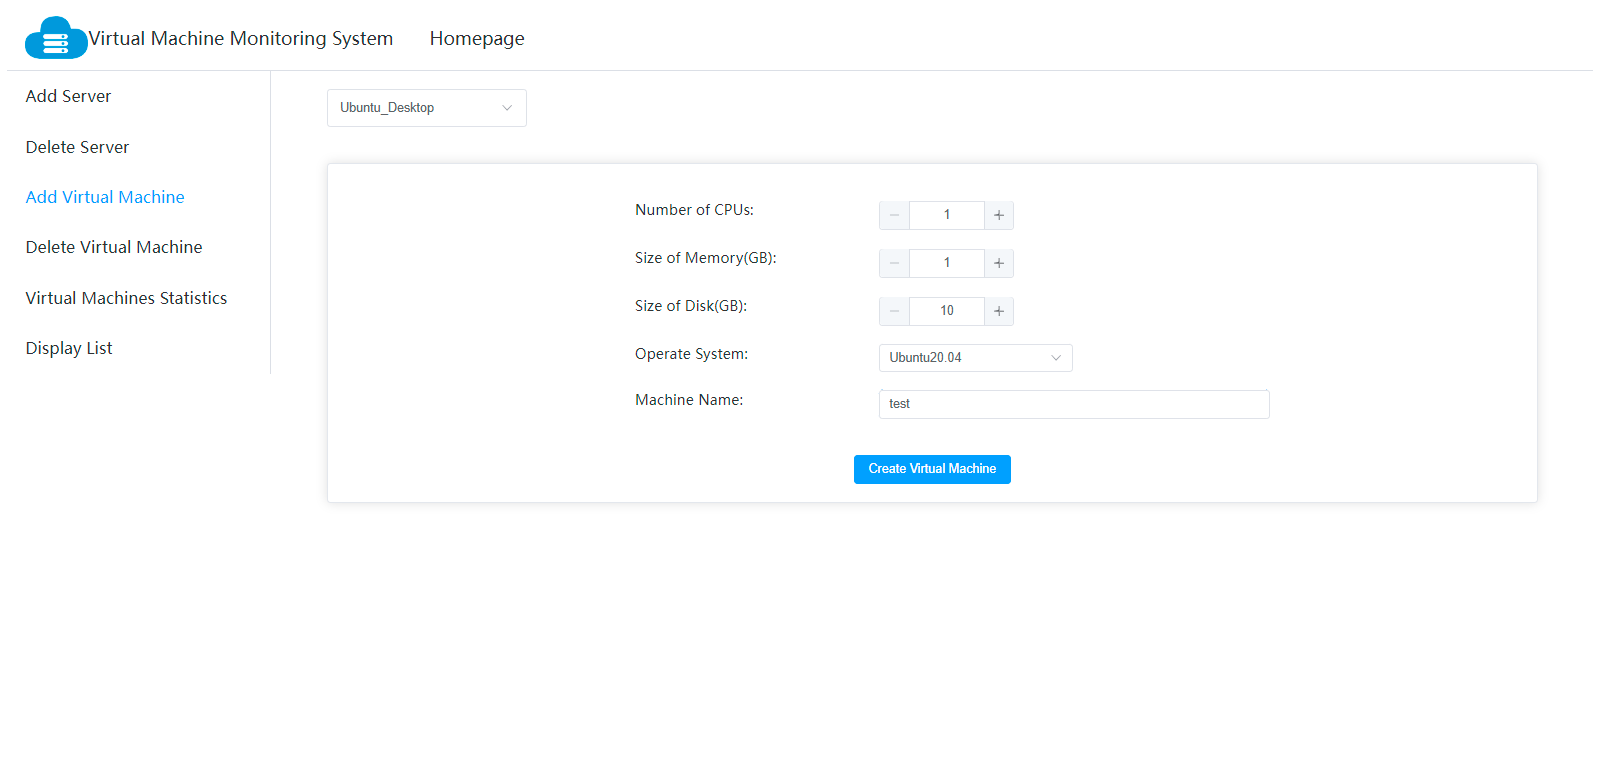 Virtual Machine Monitoring System Homepage
Add Server
Delete Server
Add Virtual Machine
Delete Virtual Machine
Virtual Machines Statistics
Display List
Ubuntu_Desktop
Number of CPUs: − 1 +
Size of Memory(GB): − 1 +
Size of Disk(GB): − 10 +
Operate System: Ubuntu20.04
Machine Name: test
Create Virtual Machine